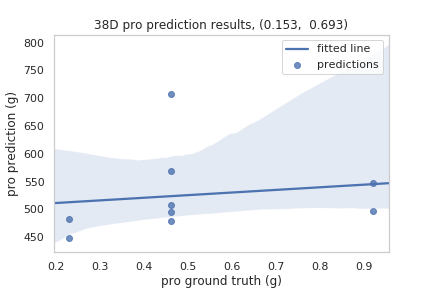 38D pro prediction results, (0.153,  0.693)
800
750
700
650
600
550
500
450
pro prediction (g)
fitted line
predictions
0.2 0.3 0.4 0.5 0.6 0.7 0.8 0.9
pro ground truth (g)